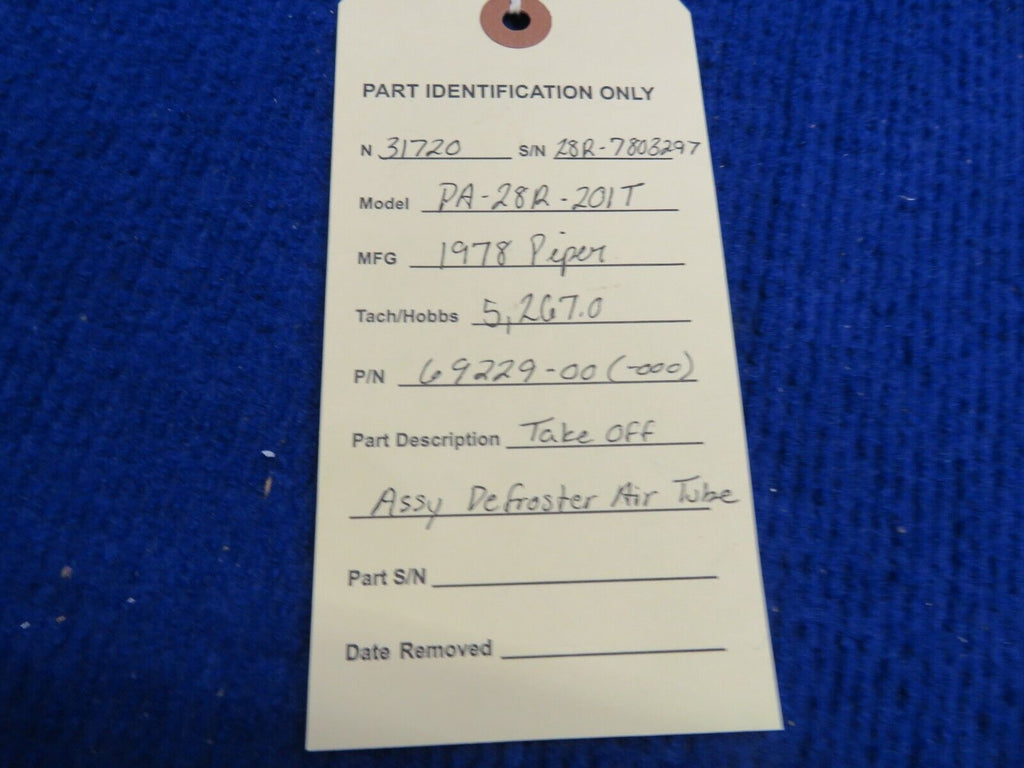 PART IDENTIFICATION ONLY
N 31720 S/N 28R-7803297
Model PA-28R-201T
MFG 1978 Piper
Tach/Hobbs 5,267.0
P/N 69229-00 (-000)
Part Description Take Off
Assy Defroster Air Tube
Part S/N
Date Removed